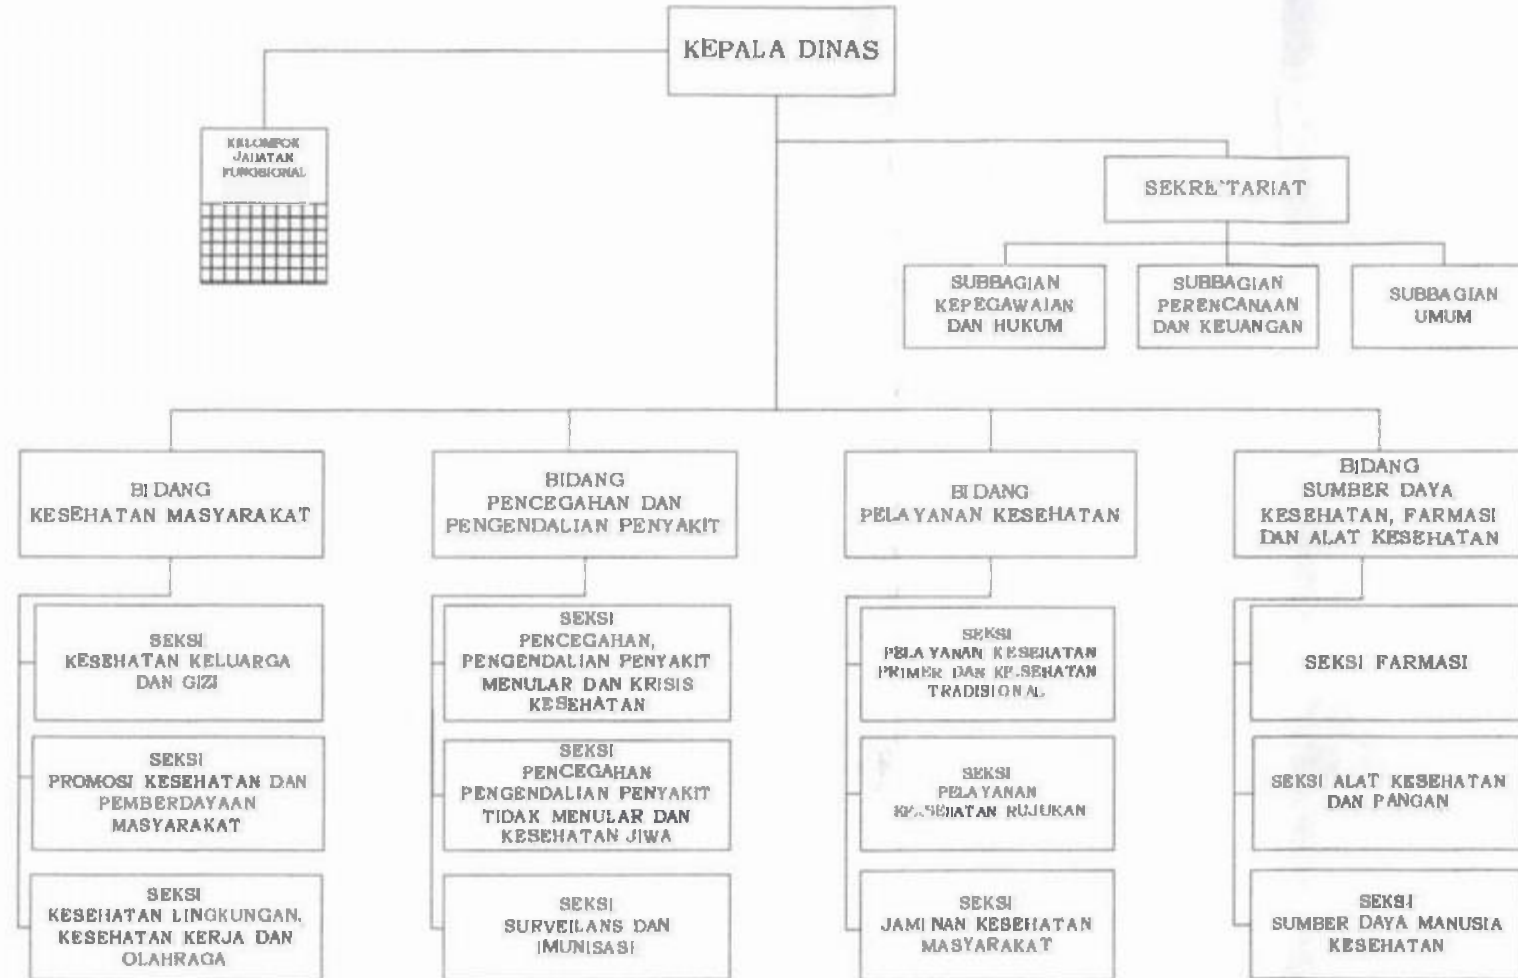 KEPALA DINAS
KELOMPOK
JABATAN
FUNGSIONAL
SEKRETARIAT
SUBBAGIAN
KEPEGAWAIAN
DAN HUKUM
SUBBAGIAN
PERENCANAAN
DAN KEUANGAN
SUBBAGIAN
UMUM
BIDANG
KESEHATAN MASYARAKAT
BIDANG
PENCEGAHAN DAN
PENGENDALIAN PENYAKIT
BIDANG
PELAYANAN KESEHATAN
BIDANG
SUMBER DAYA
KESEHATAN, FARMASI
DAN ALAT KESEHATAN
SEKSI
KESEHATAN KELUARGA
DAN GIZI
SEKSI
PENCEGAHAN,
PENGENDALIAN PENYAKIT
MENULAR DAN KRISIS
KESEHATAN
SEKSI
PELAYANAN KESEHATAN
PRIMER DAN KESEHATAN
TRADISIONAL
SEKSI FARMASI
SEKSI
PROMOSI KESEHATAN DAN
PEMBERDAYAAN
MASYARAKAT
SEKSI
PENCEGAHAN
PENGENDALIAN PENYAKIT
TIDAK MENULAR DAN
KESEHATAN JIWA
SEKSI
PELAYANAN
KESEHATAN RUJUKAN
SEKSI ALAT KESEHATAN
DAN PANGAN
SEKSI
KESEHATAN LINGKUNGAN,
KESEHATAN KERJA DAN
OLAHRAGA
SEKSI
SURVEILANS DAN
IMUNISASI
SEKSI
JAMINAN KESEHATAN
MASYARAKAT
SEKSI
SUMBER DAYA MANUSIA
KESEHATAN